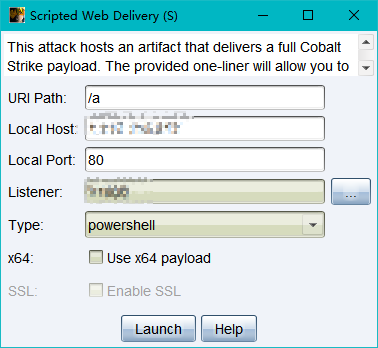 Scripted Web Delivery (S)
This attack hosts an artifact that delivers a full Cobalt
Strike payload. The provided one-liner will allow you to
URI Path: /a
Local Host:
Local Port: 80
Listener: ...
Type: powershell
x64: Use x64 payload
SSL: Enable SSL
Launch Help